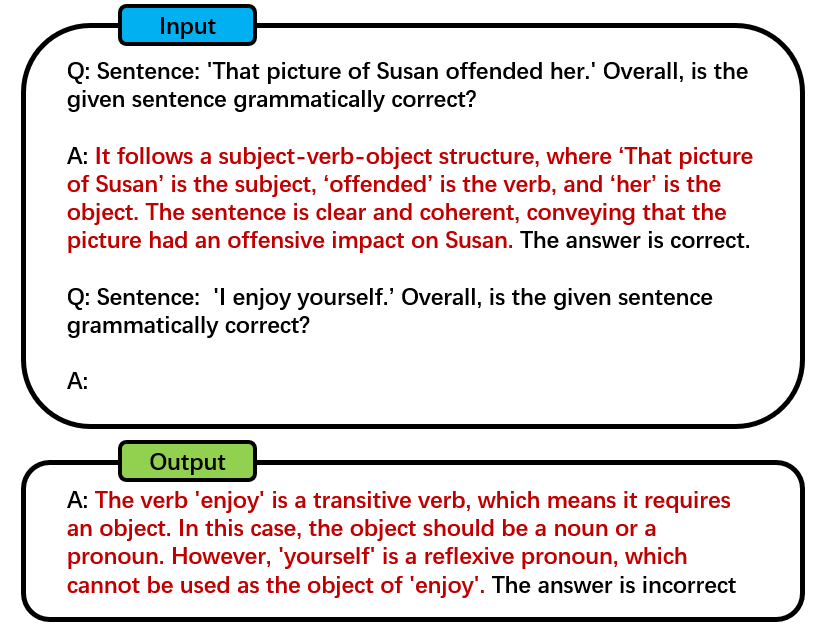 Input
Q: Sentence: 'That picture of Susan offended her.' Overall, is the
given sentence grammatically correct?
A: It follows a subject-verb-object structure, where ‘That picture
of Susan’ is the subject, ‘offended’ is the verb, and ‘her’ is the
object. The sentence is clear and coherent, conveying that the
picture had an offensive impact on Susan. The answer is correct.
Q: Sentence:  'I enjoy yourself.’ Overall, is the given sentence
grammatically correct?
A:
Output
A: The verb 'enjoy' is a transitive verb, which means it requires
an object. In this case, the object should be a noun or a
pronoun. However, 'yourself' is a reflexive pronoun, which
cannot be used as the object of 'enjoy'. The answer is incorrect